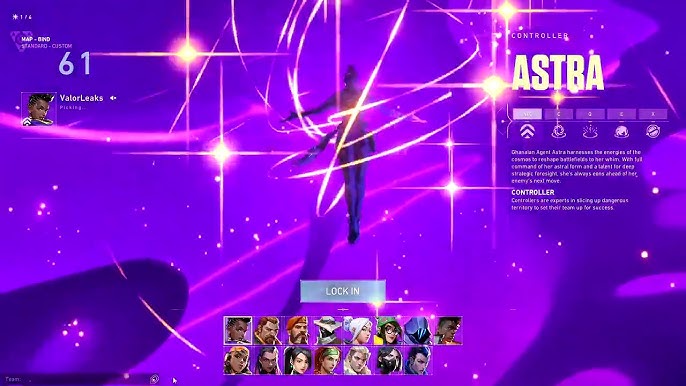 1 / 4
MAP - BIND
STANDARD - CUSTOM
61
ValorLeaks
Picking...
CONTROLLER
ASTRA
C
Q
E
X
Ghanaian Agent Astra harnesses the energies of the
cosmos to reshape battlefields to her whim. With full
command of her astral form and a talent for deep
strategic foresight, she's always eons ahead of her
enemy's next move.
CONTROLLER
Controllers are experts in slicing up dangerous
territory to set their team up for success.
LOCK IN
Team: